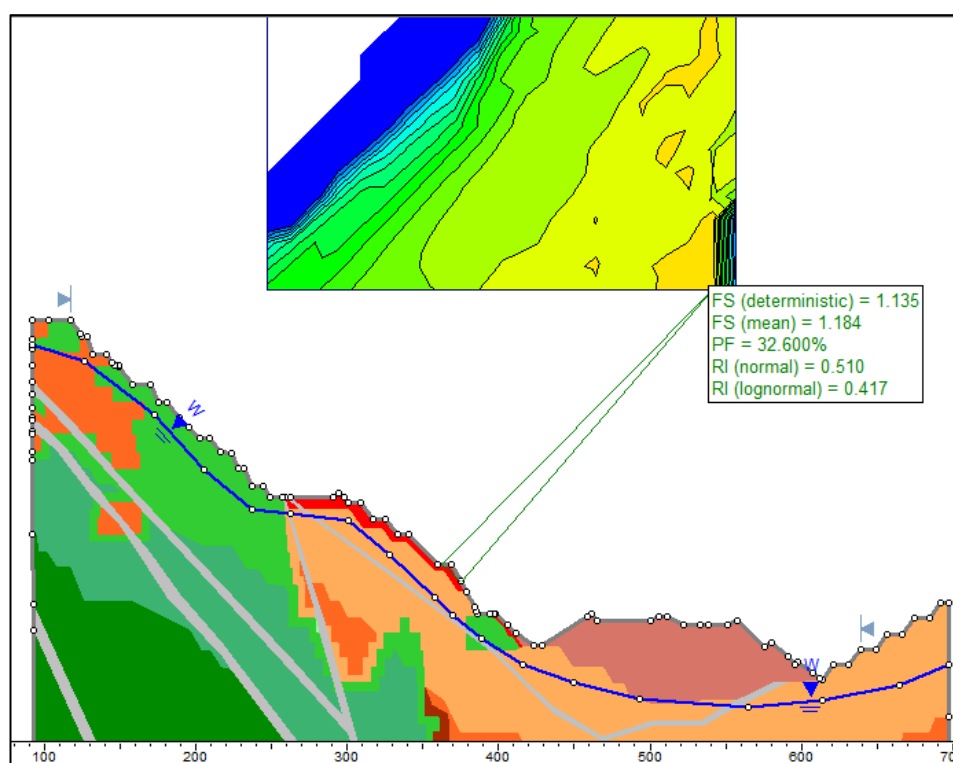 FS (deterministic) = 1.135
FS (mean) = 1.184
PF = 32.600%
RI (normal) = 0.510
RI (lognormal) = 0.417
W
W
100
200
300
400
500
600